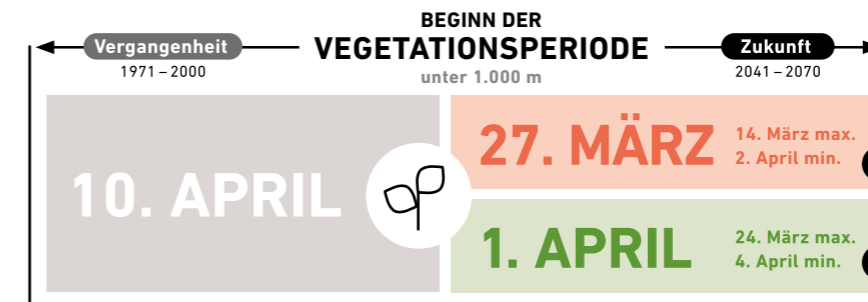 BEGINN DER
Vergangenheit
VEGETATIONSPERIODE
Zukunft
1971 – 2000
unter 1.000 m
2041 – 2070
10. APRIL
27. MÄRZ
14. März max.
2. April min.
1. APRIL
24. März max.
4. April min.